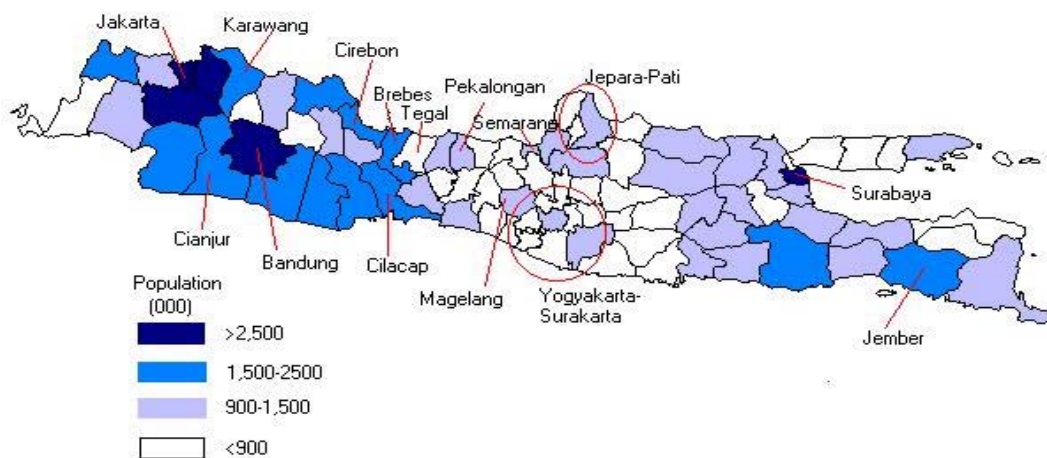 Jakarta
Karawang
Cirebon
Brebes
Tegal
Pekalongan
Semarang
Jepara-Pati
Surabaya
Cianjur
Bandung
Cilacap
Magelang
Yogyakarta-
Surakarta
Jember
Population
(000)
>2,500
1,500-2500
900-1,500
<900